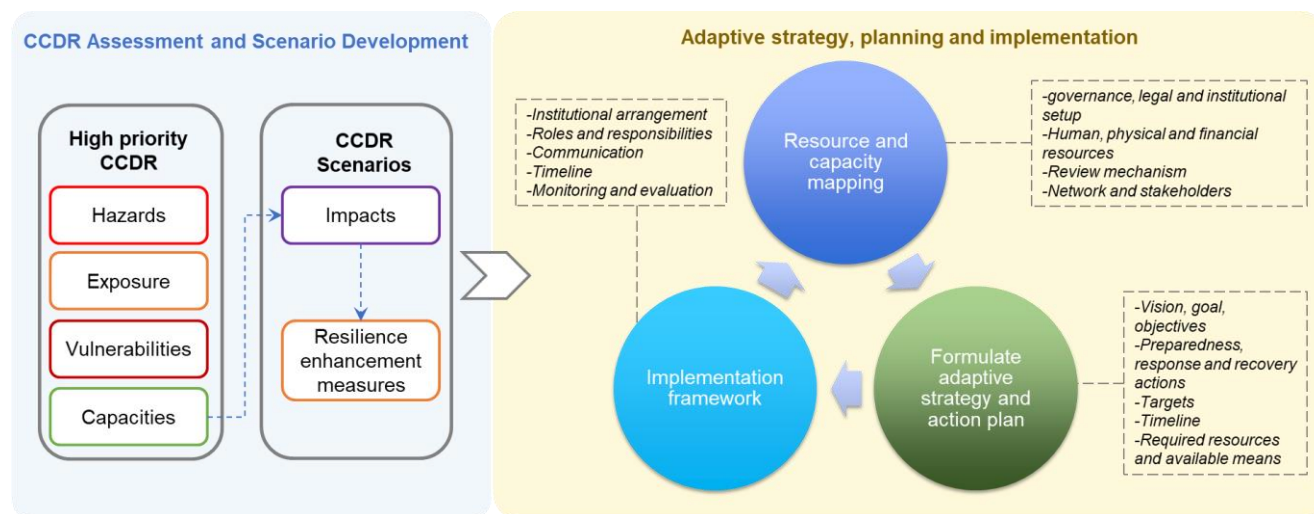 CCDR Assessment and Scenario Development
High priority
CCDR
Hazards
Exposure
Vulnerabilities
Capacities
CCDR
Scenarios
Impacts
Resilience
enhancement
measures
Adaptive strategy, planning and implementation
-Institutional arrangement
-Roles and responsibilities
-Communication
-Timeline
-Monitoring and evaluation
Resource and
capacity
mapping
-governance, legal and institutional
setup
-Human, physical and financial
resources
-Review mechanism
-Network and stakeholders
Implementation
framework
Formulate
adaptive
strategy and
action plan
-Vision, goal,
objectives
-Preparedness,
response and recovery
actions
-Targets
-Timeline
-Required resources
and available means